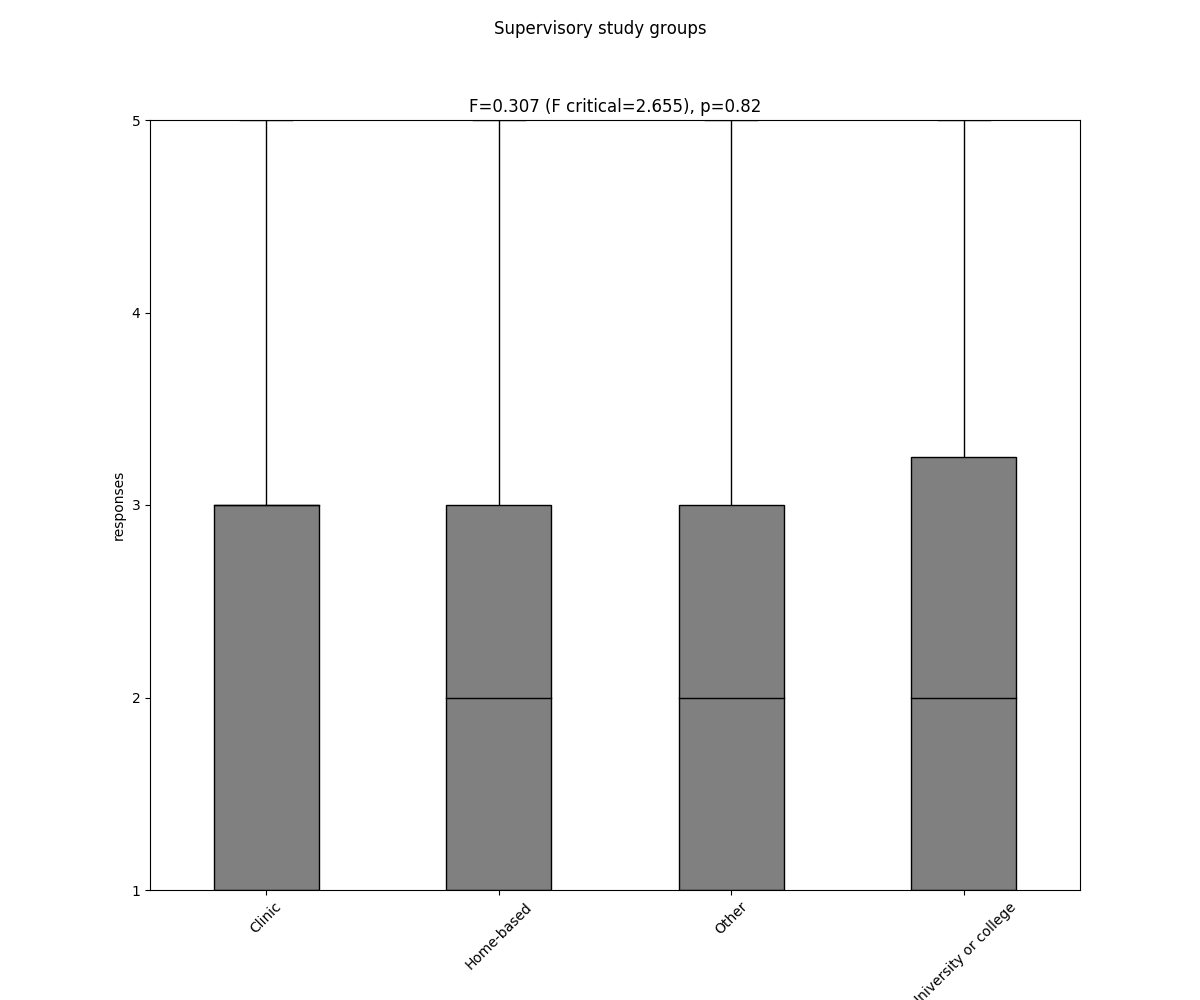 Supervisory study groups
F=0.307 (F critical=2.655), p=0.82
5
4
3
2
1
responses
Clinic
Home-based
Other
or college